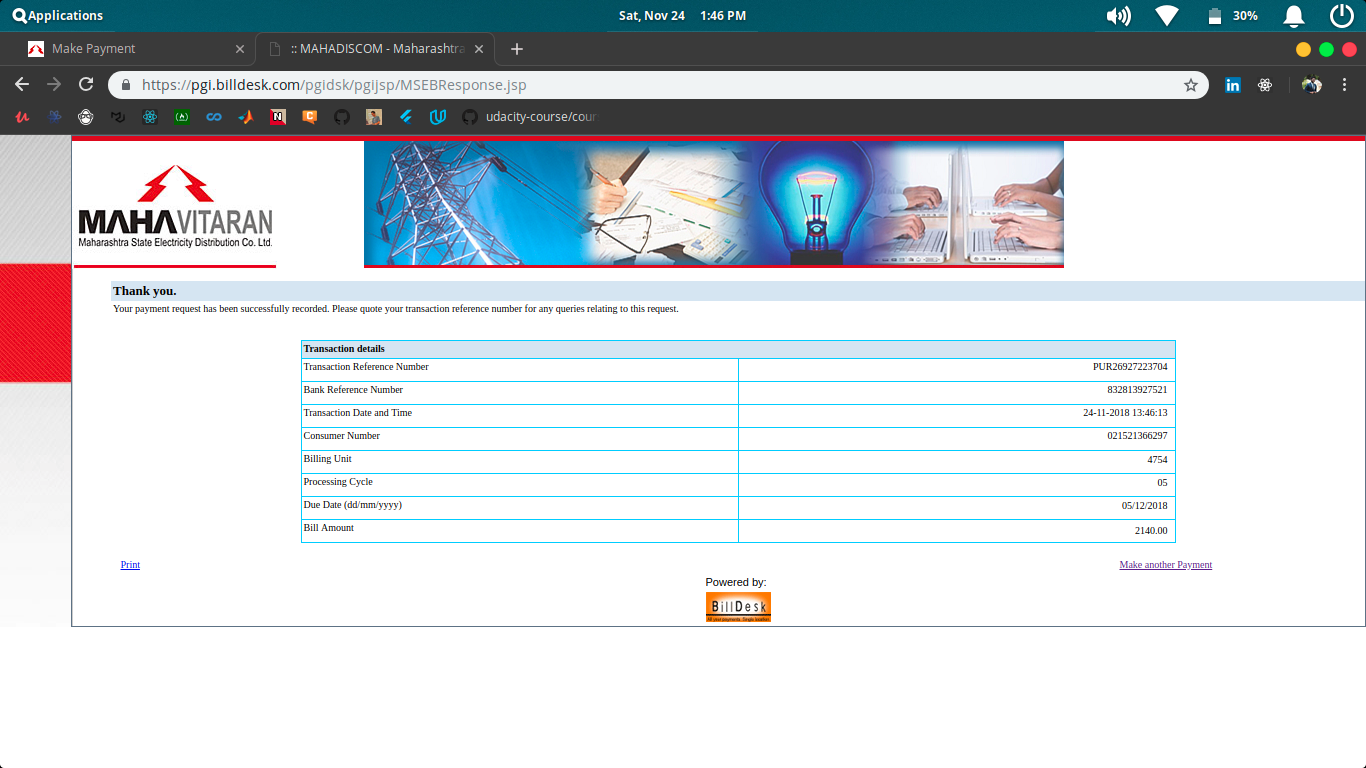 Applications
Sat, Nov 24 1:46 PM
30%
Make Payment
:: MAHADISCOM - Maharashtra
https://pgi.billdesk.com/pgidsk/pgijsp/MSEBResponse.jsp
udacity-course/cour
MAHAVITARAN
Maharashtra State Electricity Distribution Co. Ltd.
Thank you.
Your payment request has been successfully recorded. Please quote your transaction reference number for any queries relating to this request.
Transaction details
Transaction Reference Number PUR26927223704
Bank Reference Number 832813927521
Transaction Date and Time 24-11-2018 13:46:13
Consumer Number 021521366297
Billing Unit 4754
Processing Cycle 05
Due Date (dd/mm/yyyy) 05/12/2018
Bill Amount 2140.00
Print Make another Payment
Powered by:
BillDesk